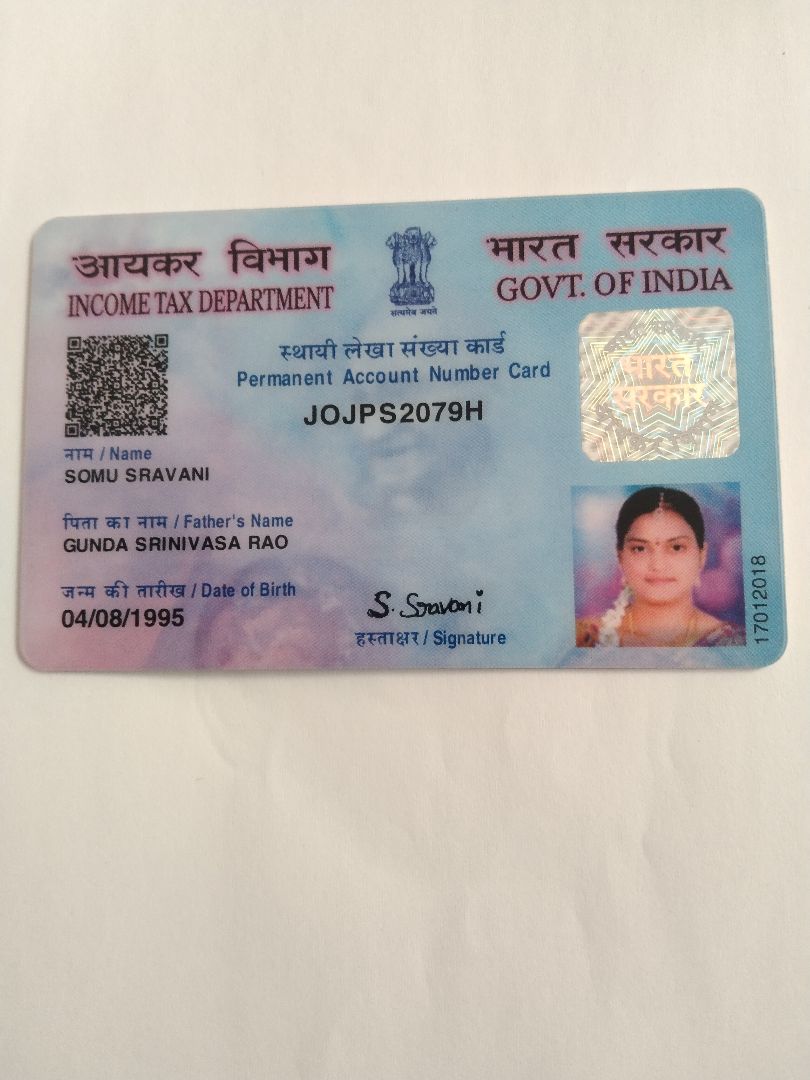 आयकर विभाग
INCOME TAX DEPARTMENT
सत्यमेव जयते
भारत सरकार
GOVT. OF INDIA
स्थायी लेखा संख्या कार्ड
Permanent Account Number Card
JOJPS2079H
भारत
सरकार
नाम / Name
SOMU SRAVANI
पिता का नाम / Father's Name
GUNDA SRINIVASA RAO
जन्म की तारीख / Date of Birth
04/08/1995
S. Sravani
हस्ताक्षर / Signature
17012018